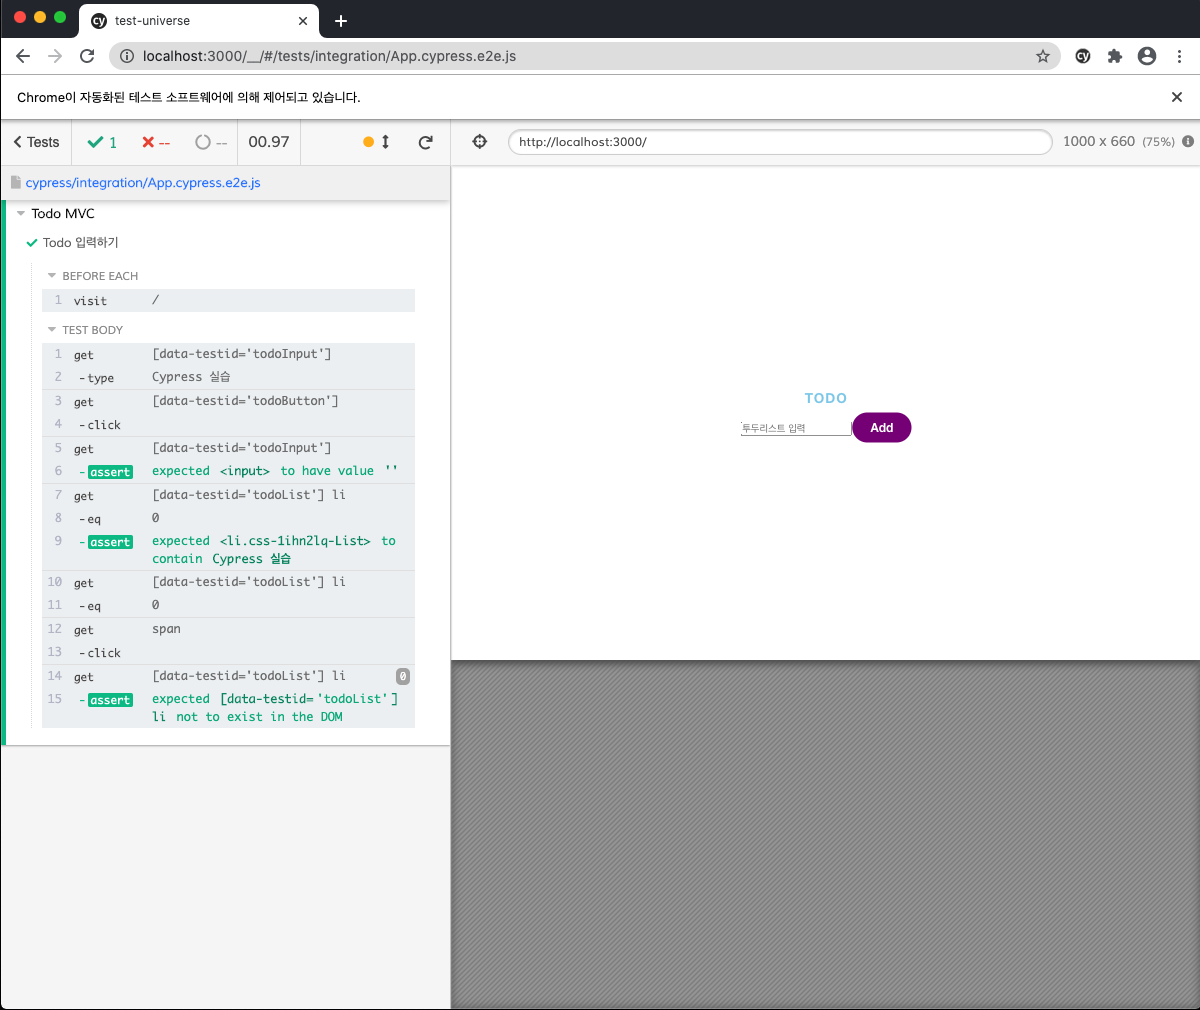 cy test-universe
localhost:3000/__/#/tests/integration/App.cypress.e2e.js
cy
Chrome이 자동화된 테스트 소프트웨어에 의해 제어되고 있습니다.
Tests 1 -- -- 00.97
http://localhost:3000/
1000 x 660 (75%)
cypress/integration/App.cypress.e2e.js
Todo MVC
Todo 입력하기
BEFORE EACH
1 visit /
TEST BODY
1 get [data-testid='todoInput']
2 -type Cypress 실습
3 get [data-testid='todoButton']
4 -click
5 get [data-testid='todoInput']
6 -assert expected <input> to have value ''
7 get [data-testid='todoList'] li
8 -eq 0
9 -assert expected <li.css-1ihn2lq-List> to
contain Cypress 실습
10 get [data-testid='todoList'] li
11 -eq 0
12 get span
13 -click
14 get [data-testid='todoList'] li 0
15 -assert expected [data-testid='todoList']
li not to exist in the DOM
TODO
투두리스트 입력 Add